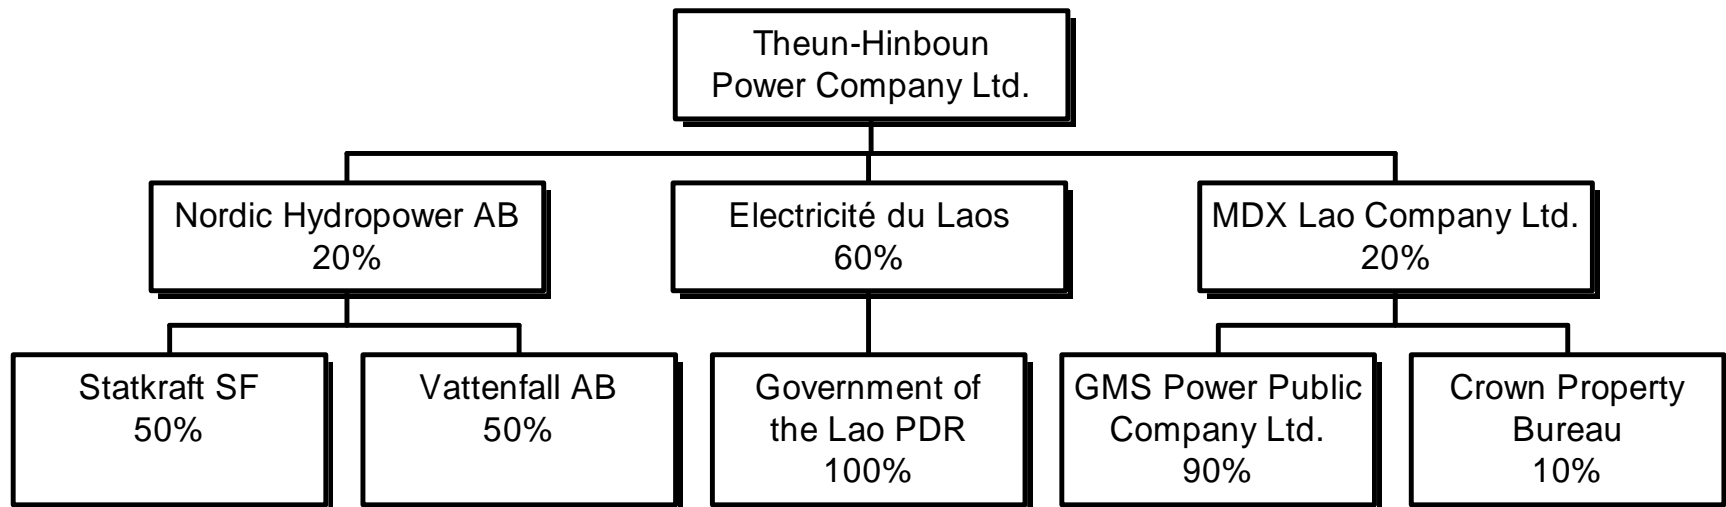 Theun-Hinboun
Power Company Ltd.
Nordic Hydropower AB
20%
Electricité du Laos
60%
MDX Lao Company Ltd.
20%
Statkraft SF
50%
Vattenfall AB
50%
Government of
the Lao PDR
100%
GMS Power Public
Company Ltd.
90%
Crown Property
Bureau
10%